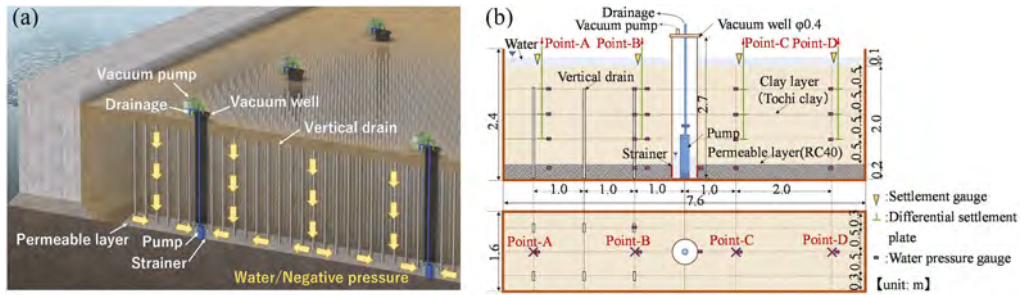 (a)
Vacuum pump
Drainage
Vacuum well
Vertical drain
Permeable layer
Pump
Strainer
Water/Negative pressure
(b)
Drainage
Vacuum pump
Vacuum well φ0.4
Water
Point-A
Point-B
Point-C
Point-D
Vertical drain
Clay layer
(Tochi clay)
2.4
2.7
0.1
0.5
0.5
0.5
0.5
2.0
0.2
Pump
Strainer
Permeable layer(RC40)
1.0
1.0
1.0
1.0
2.0
7.6
1.6
Point-A
Point-B
Point-C
Point-D
0.3
0.5
0.5
0.3
:Settlement gauge
:Differential settlement
plate
:Water pressure gauge
【unit: m】